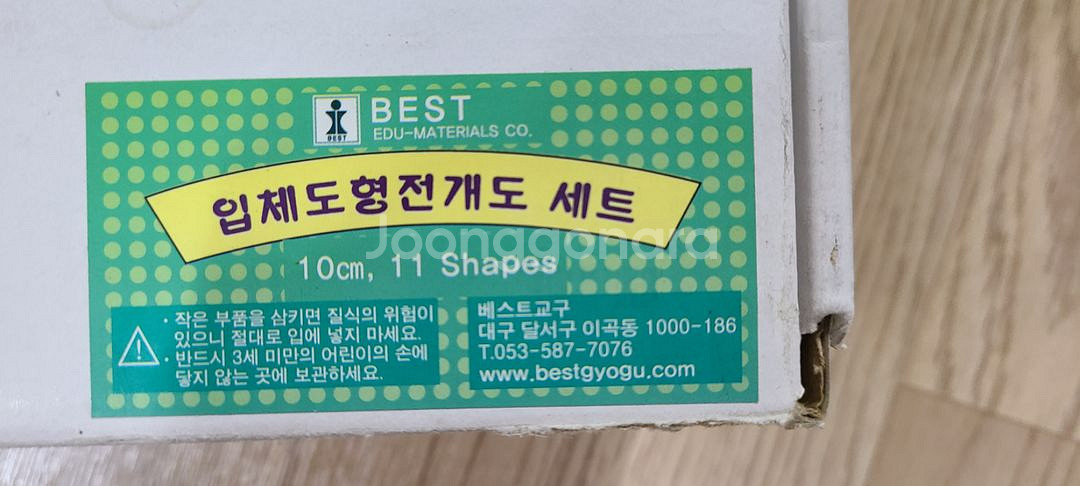 BEST
BEST
EDU-MATERIALS CO.
입체도형전개도 세트
Joonggonara
10cm, 11 Shapes
· 작은 부품을 삼키면 질식의 위험이
있으니 절대로 입에 넣지 마세요.
· 반드시 3세 미만의 어린이의 손에
닿지 않는 곳에 보관하세요.
베스트교구
대구 달서구 이곡동 1000-186
T.053-587-7076
www.bestgyogu.com